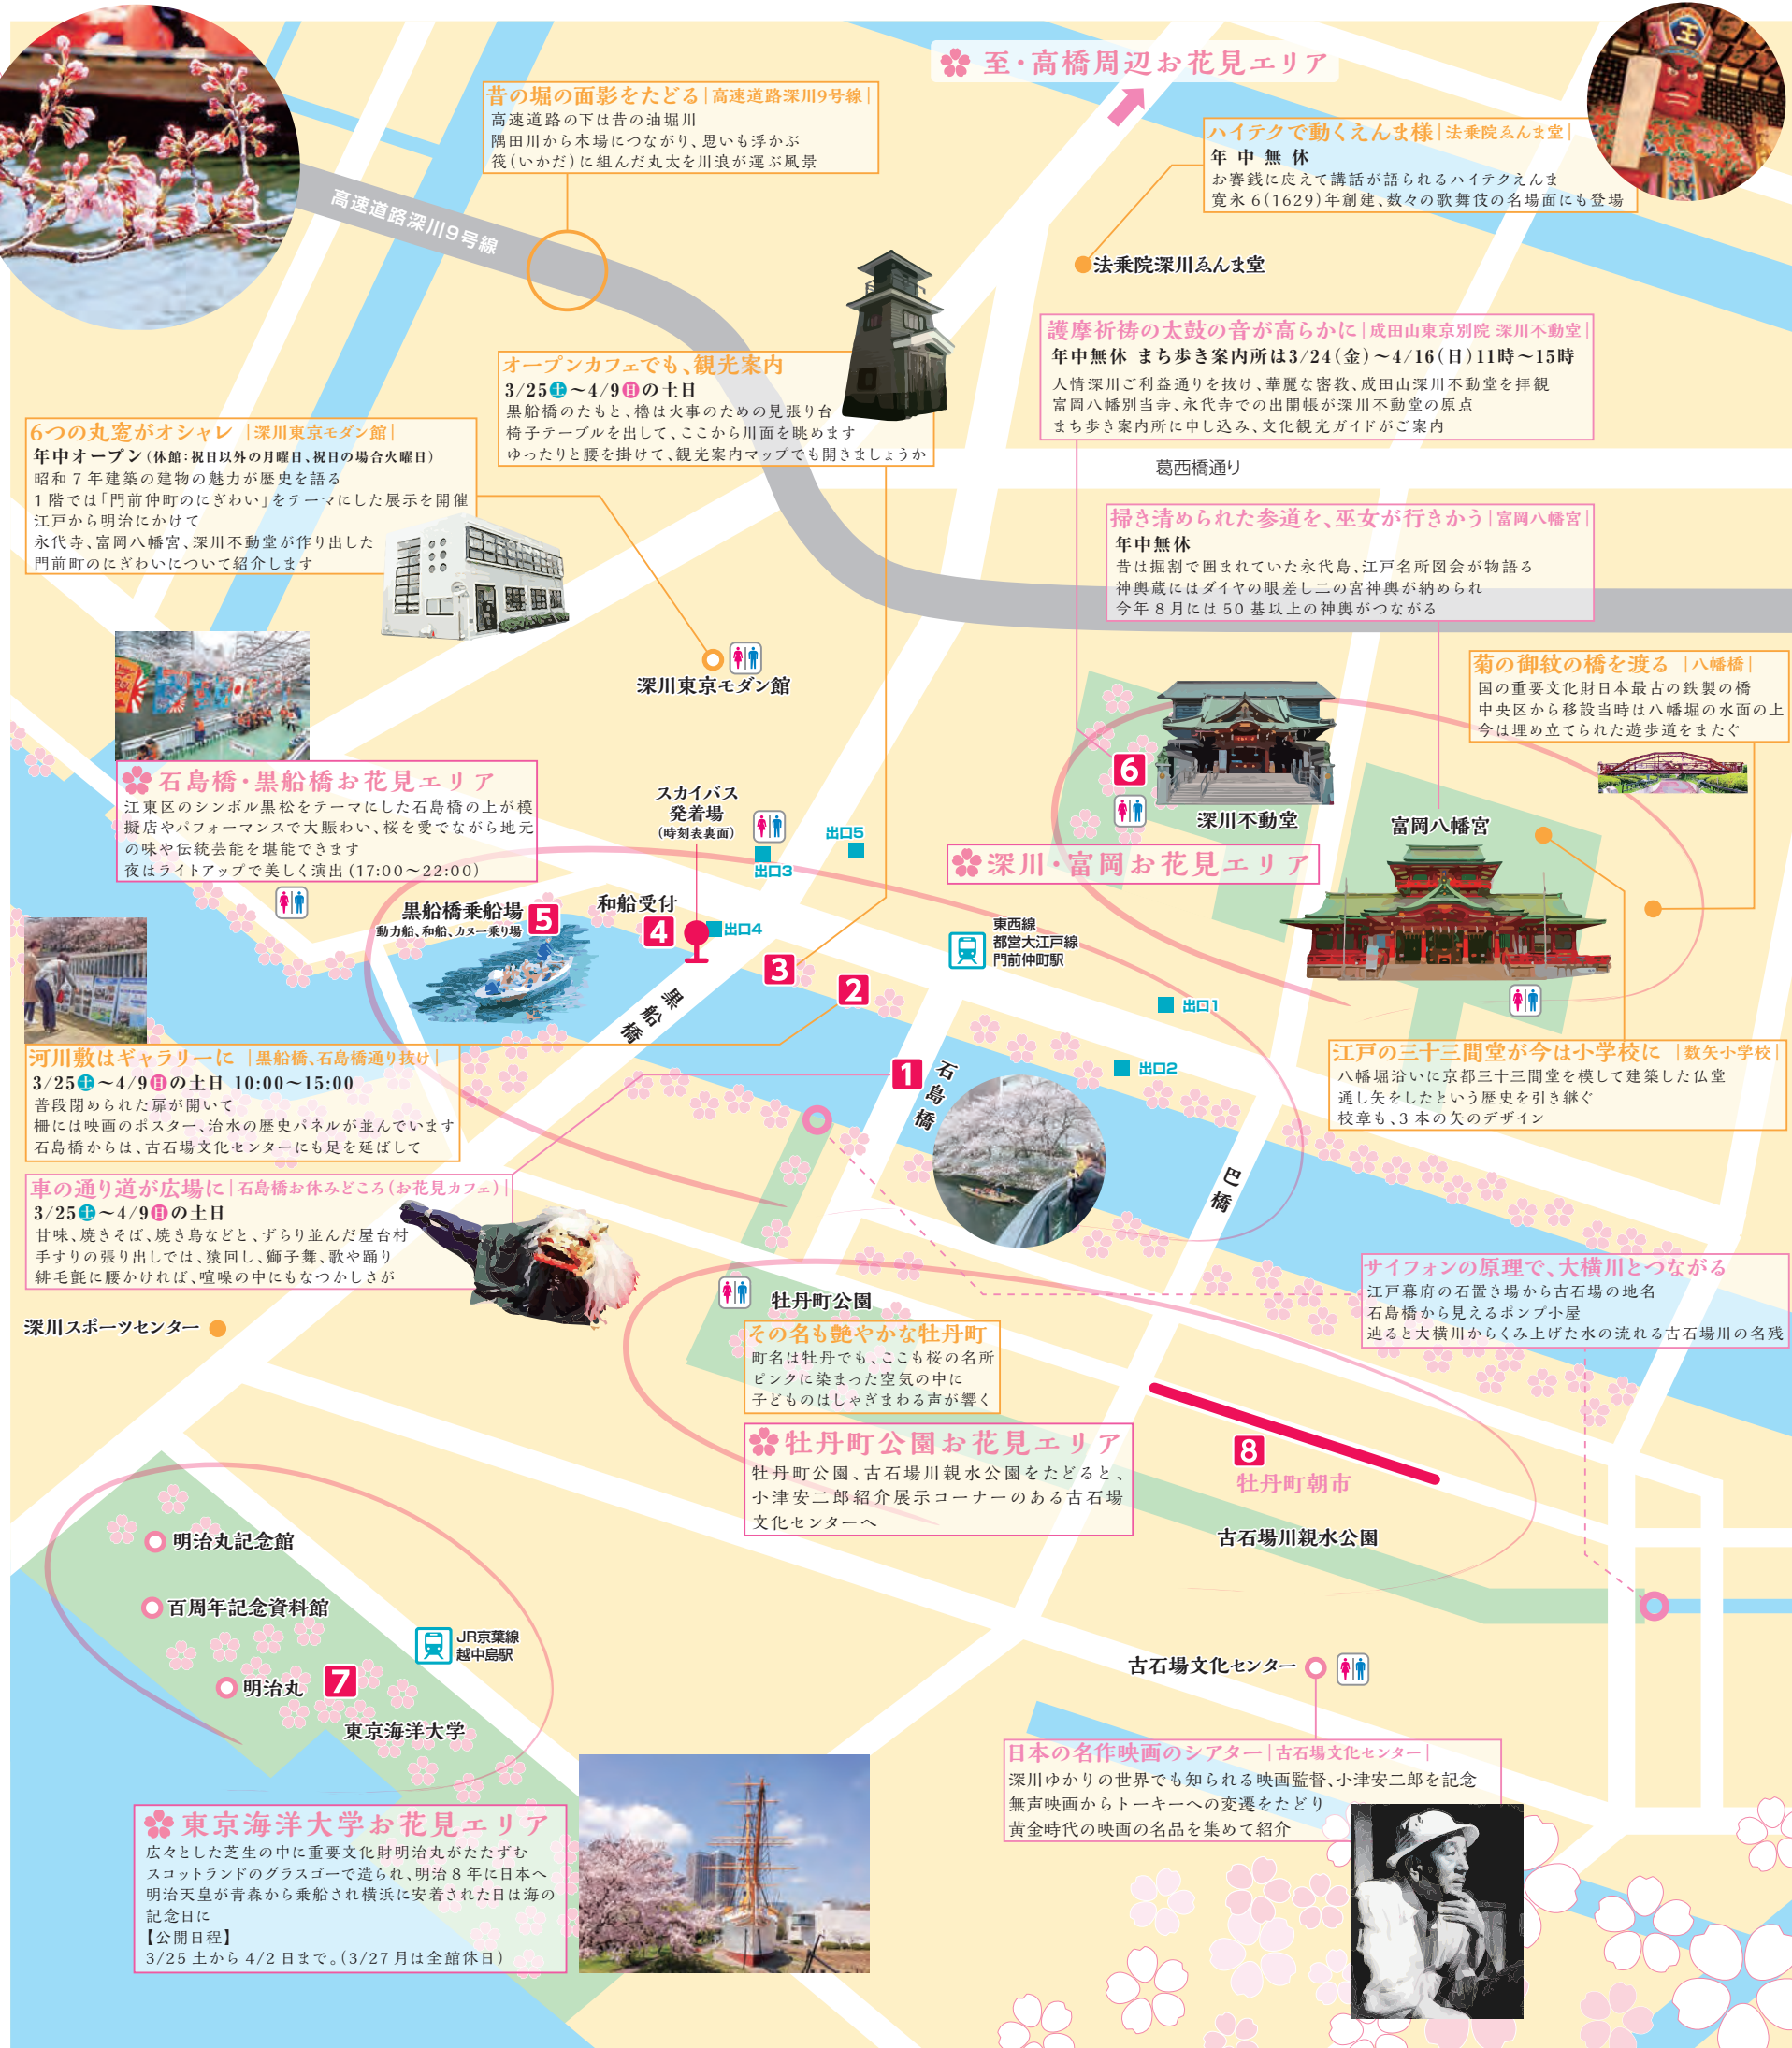 至・高橋周辺お花見エリア
昔の堀の面影をたどる|高速道路深川9号線|
高速道路の下は昔の油堀川
隅田川から木場につながり、思いも浮かぶ
筏(いかだ)に組んだ丸太を川浪が運ぶ風景
高速道路深川9号線
ハイテクで動くえんま様|法乗院ゑんま堂|
年中無休
お賽銭に応えて講話が語られるハイテクえんま
寛永6(1629)年創建、数々の歌舞伎の名場面にも登場
王
法乗院深川ゑんま堂
護摩祈祷の太鼓の音が高らかに|成田山東京別院 深川不動堂|
年中無休 まち歩き案内所は3/24(金)〜4/16(日)11時〜15時
人情深川ご利益通りを抜け、華麗な密教、成田山深川不動堂を拝観
富岡八幡別当寺、永代寺での出開帳が深川不動堂の原点
まち歩き案内所に申し込み、文化観光ガイドがご案内
オープンカフェでも、観光案内
3/25土〜4/9日の土日
黒船橋のたもと、櫓は火事のための見張り台
椅子テーブルを出して、ここから川面を眺めます
ゆったりと腰を掛けて、観光案内マップでも開きましょうか
葛西橋通り
6つの丸窓がオシャレ |深川東京モダン館|
年中オープン(休館：祝日以外の月曜日、祝日の場合火曜日)
昭和7年建築の建物の魅力が歴史を語る
1階では「門前仲町のにぎわい」をテーマにした展示を開催
江戸から明治にかけて
永代寺、富岡八幡宮、深川不動堂が作り出した
門前町のにぎわいについて紹介します
掃き清められた参道を、巫女が行きかう|富岡八幡宮|
年中無休
昔は掘割で囲まれていた永代島、江戸名所図会が物語る
神輿蔵にはダイヤの眼差し二の宮神輿が納められ
今年8月には50基以上の神輿がつながる
深川東京モダン館
菊の御紋の橋を渡る |八幡橋|
国の重要文化財日本最古の鉄製の橋
中央区から移設当時は八幡堀の水面の上
今は埋め立てられた遊歩道をまたぐ
石島橋・黒船橋お花見エリア
江東区のシンボル黒松をテーマにした石島橋の上が模
擬店やパフォーマンスで大賑わい、桜を愛でながら地元
の味や伝統芸能を堪能できます
夜はライトアップで美しく演出(17:00〜22:00)
スカイバス
発着場
(時刻表裏面)
出口3
出口5
6
深川不動堂
富岡八幡宮
深川・富岡お花見エリア
黒船橋乗船場
動力船、和船、カヌー乗り場
5
和船受付
4
出口4
3
2
東西線
都営大江戸線
門前仲町駅
出口1
出口2
黒船橋
1
石島橋
巴橋
河川敷はギャラリーに |黒船橋、石島橋通り抜け|
3/25土〜4/9日の土日 10:00〜15:00
普段閉められた扉が開いて
柵には映画のポスター、治水の歴史パネルが並んでいます
石島橋からは、古石場文化センターにも足を延ばして
江戸の三十三間堂が今は小学校に |数矢小学校|
八幡堀沿いに京都三十三間堂を模して建築した仏堂
通し矢をしたという歴史を引き継ぐ
校章も、3本の矢のデザイン
車の通り道が広場に|石島橋お休みどころ(お花見カフェ)|
3/25土〜4/9日の土日
甘味、焼きそば、焼き鳥などと、ずらり並んだ屋台村
手すりの張り出しでは、猿回し、獅子舞、歌や踊り
緋毛氈に腰かければ、喧噪の中にもなつかしさが
サイフォンの原理で、大横川とつながる
江戸幕府の石置き場から古石場の地名
石島橋から見えるポンプ小屋
辿ると大横川からくみ上げた水の流れる古石場川の名残
深川スポーツセンター
牡丹町公園
その名も艶やかな牡丹町
町名は牡丹でも、ここも桜の名所
ピンクに染まった空気の中に
子どものはしゃぎまわる声が響く
牡丹町公園お花見エリア
牡丹町公園、古石場川親水公園をたどると、
小津安二郎紹介展示コーナーのある古石場
文化センターへ
8
牡丹町朝市
古石場川親水公園
明治丸記念館
百周年記念資料館
明治丸
7
東京海洋大学
JR京葉線
越中島駅
古石場文化センター
日本の名作映画のシアター|古石場文化センター|
深川ゆかりの世界でも知られる映画監督、小津安二郎を記念
無声映画からトーキーへの変遷をたどり
黄金時代の映画の名品を集めて紹介
東京海洋大学お花見エリア
広々とした芝生の中に重要文化財明治丸がたたずむ
スコットランドのグラスゴーで造られ、明治8年に日本へ
明治天皇が青森から乗船され横浜に安着された日は海の
記念日に
【公開日程】
3/25土から4/2日まで。(3/27月は全館休日)